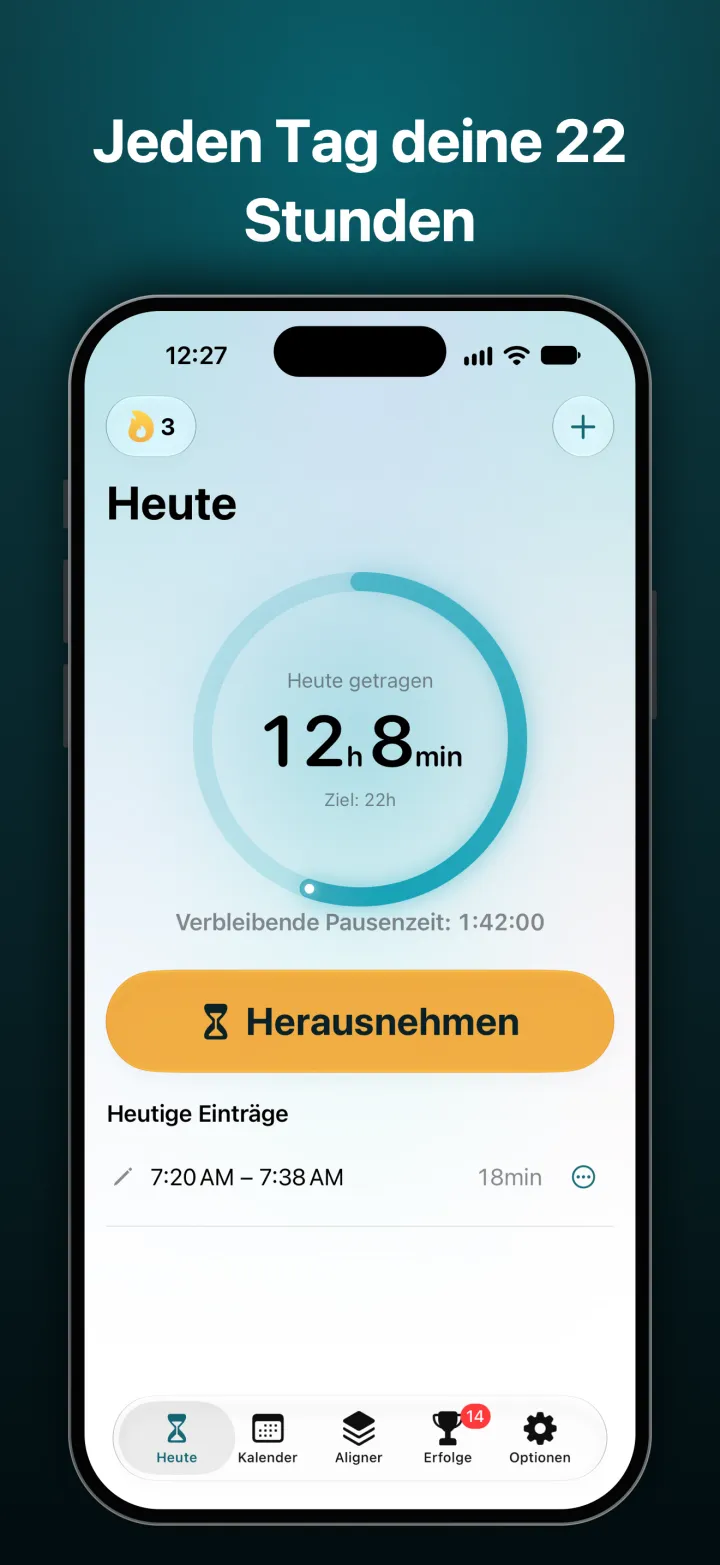 Jeden Tag deine 22
Stunden
12:27
3
Heute
Heute getragen
12h 8min
Ziel: 22h
Verbleibende Pausenzeit: 1:42:00
Herausnehmen
Heutige Einträge
7:20 AM – 7:38 AM 18min
14
Heute Kalender Aligner Erfolge Optionen